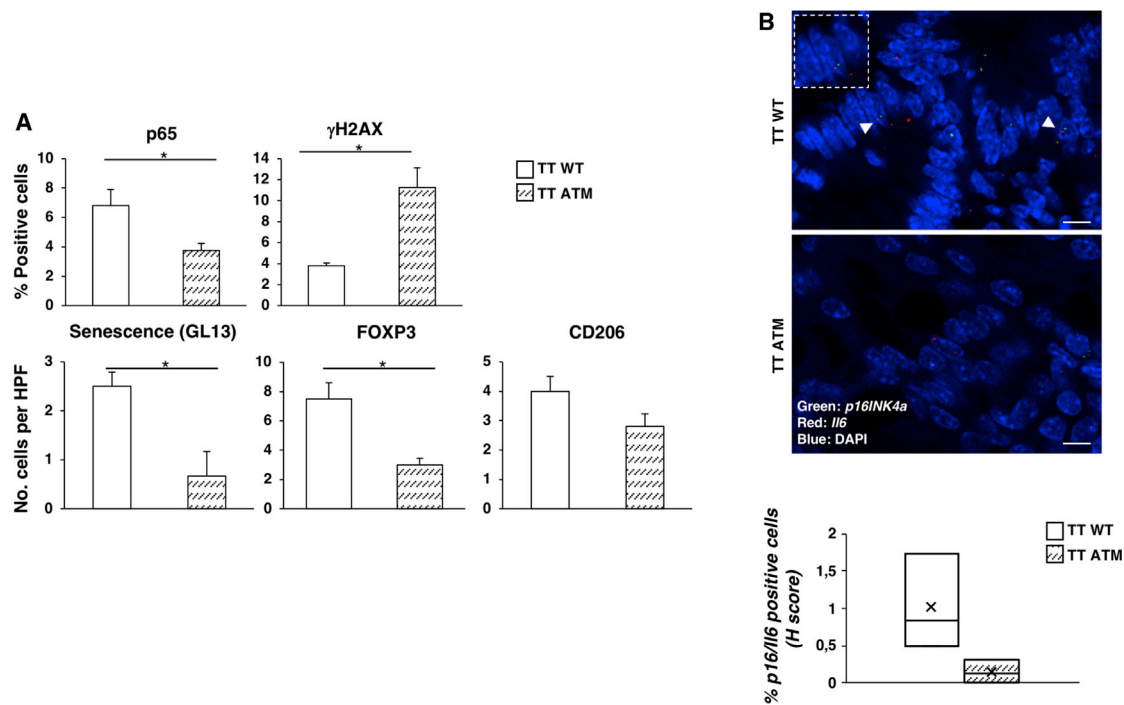 A
p65
γH2AX
*
*
% Positive cells
10
8
6
4
2
0
14
12
10
8
6
4
2
0
TT WT
TT ATM
Senescence (GL13)
FOXP3
CD206
*
*
No. cells per HPF
3
2
1
0
10
8
6
4
2
0
5
4
3
2
1
0
B
TT WT
TT ATM
Green: p16INK4a
Red: Il6
Blue: DAPI
% p16/Il6 positive cells
(H score)
2
1,5
1
0,5
0
TT WT
TT ATM